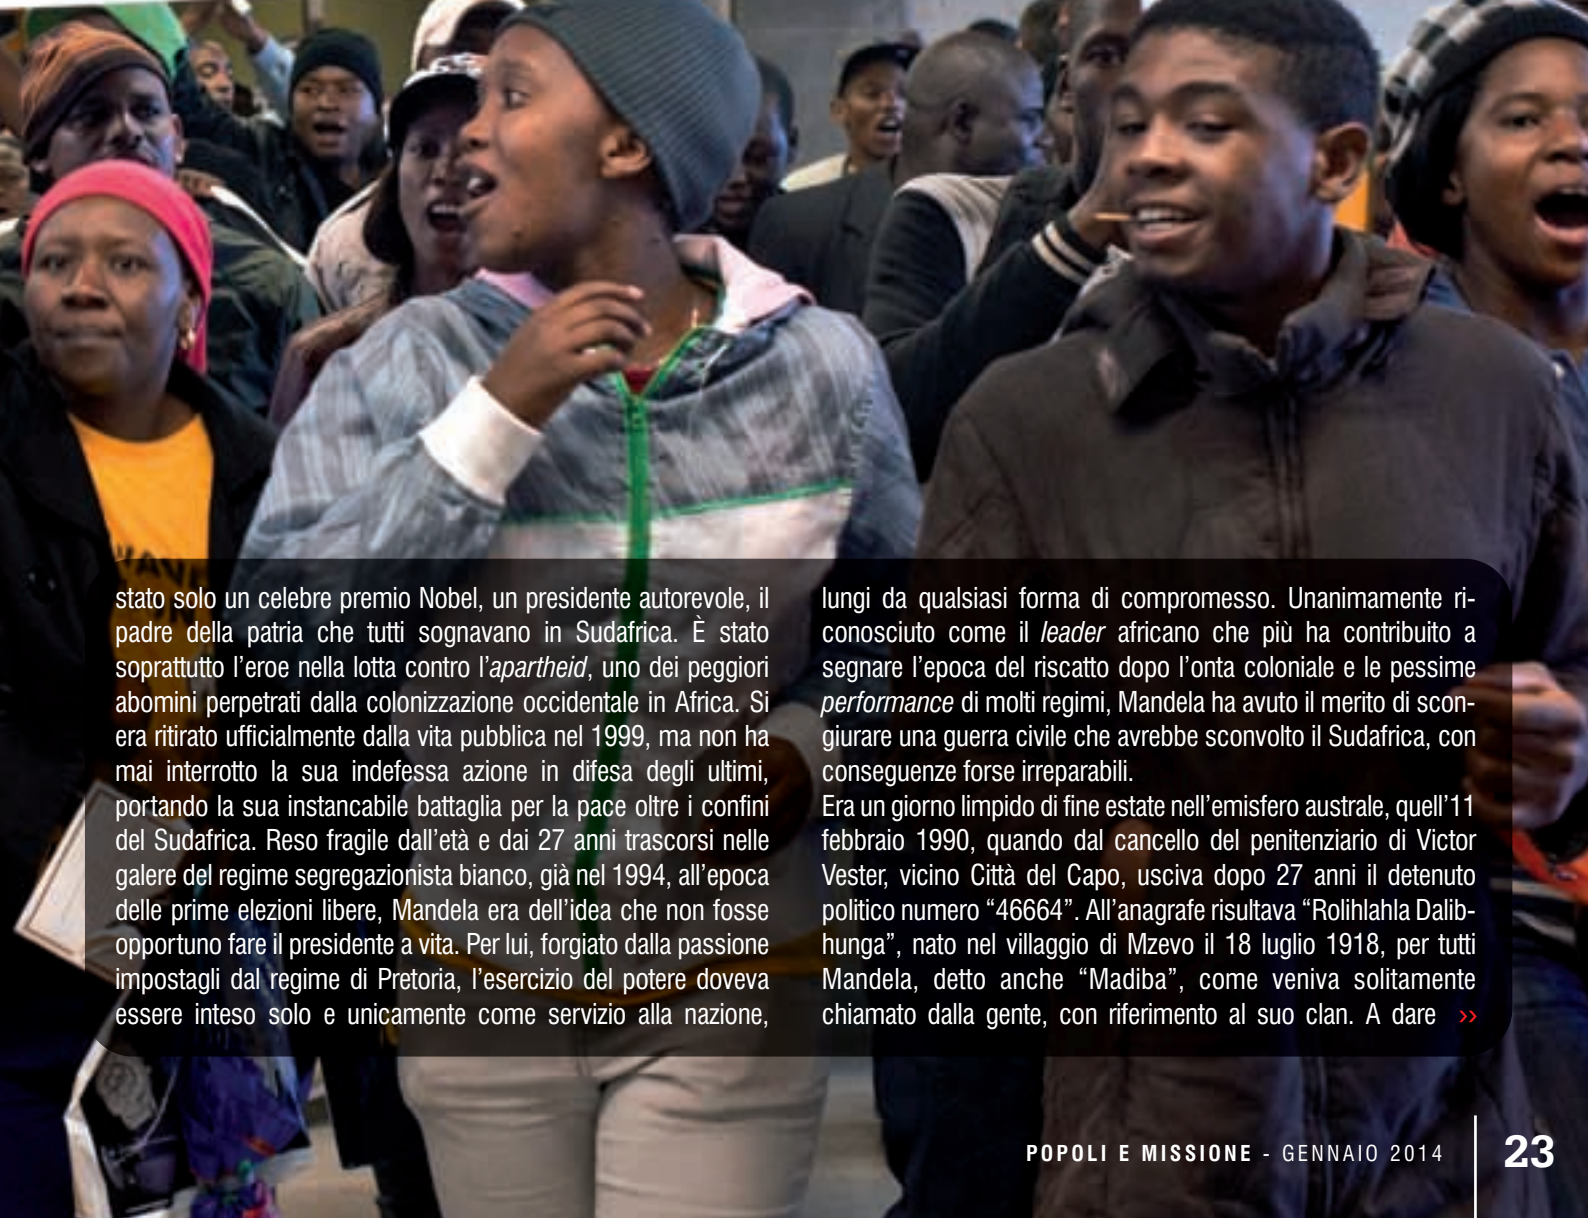 stato solo un celebre premio Nobel, un presidente autorevole, il
padre della patria che tutti sognavano in Sudafrica. È stato
soprattutto l’eroe nella lotta contro l’apartheid, uno dei peggiori
abomini perpetrati dalla colonizzazione occidentale in Africa. Si
era ritirato ufficialmente dalla vita pubblica nel 1999, ma non ha
mai interrotto la sua indefessa azione in difesa degli ultimi,
portando la sua instancabile battaglia per la pace oltre i confini
del Sudafrica. Reso fragile dall’età e dai 27 anni trascorsi nelle
galere del regime segregazionista bianco, già nel 1994, all’epoca
delle prime elezioni libere, Mandela era dell’idea che non fosse
opportuno fare il presidente a vita. Per lui, forgiato dalla passione
impostagli dal regime di Pretoria, l’esercizio del potere doveva
essere inteso solo e unicamente come servizio alla nazione,
lungi da qualsiasi forma di compromesso. Unanimamente ri-
conosciuto come il leader africano che più ha contribuito a
segnare l’epoca del riscatto dopo l’onta coloniale e le pessime
performance di molti regimi, Mandela ha avuto il merito di scon-
giurare una guerra civile che avrebbe sconvolto il Sudafrica, con
conseguenze forse irreparabili.
Era un giorno limpido di fine estate nell’emisfero australe, quell’11
febbraio 1990, quando dal cancello del penitenziario di Victor
Vester, vicino Città del Capo, usciva dopo 27 anni il detenuto
politico numero “46664”. All’anagrafe risultava “Rolihlahla Dalib-
hunga”, nato nel villaggio di Mzevo il 18 luglio 1918, per tutti
Mandela, detto anche “Madiba”, come veniva solitamente
chiamato dalla gente, con riferimento al suo clan. A dare ››
POPOLI E MISSIONE - GENNAIO 2014
23